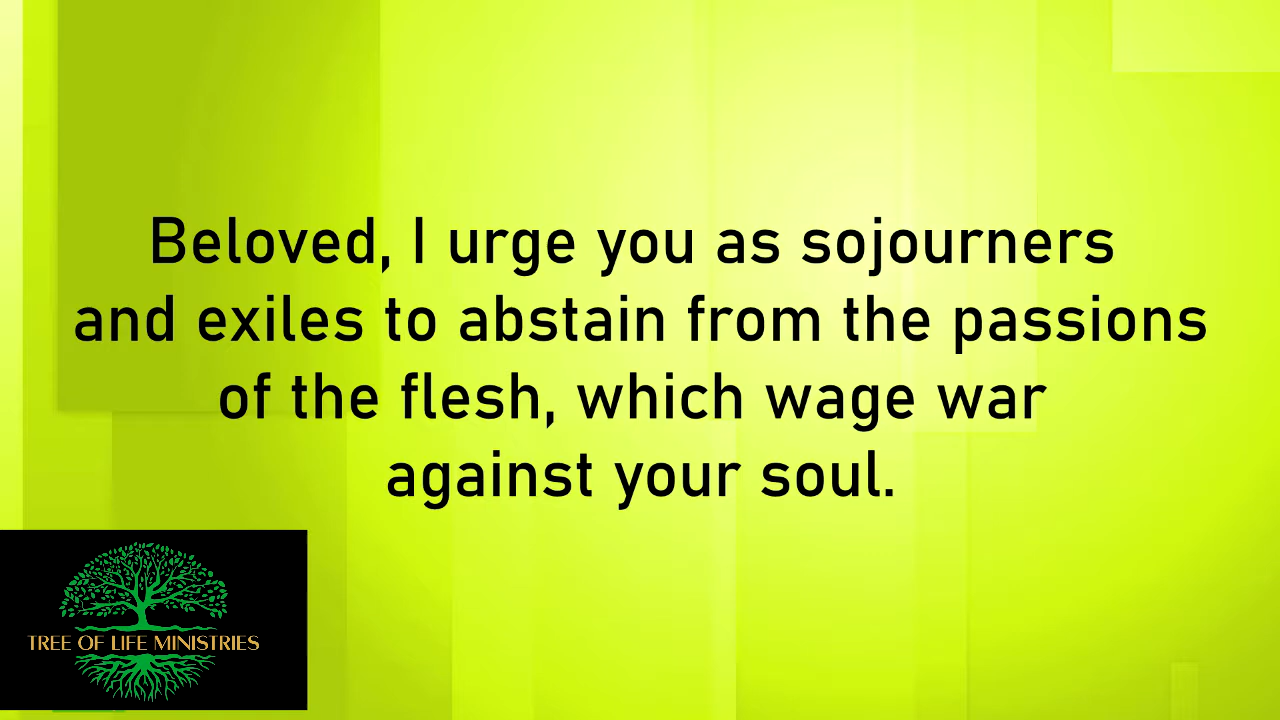 Beloved, I urge you as sojourners
and exiles to abstain from the passions
of the flesh, which wage war
against your soul.
TREE OF LIFE MINISTRIES